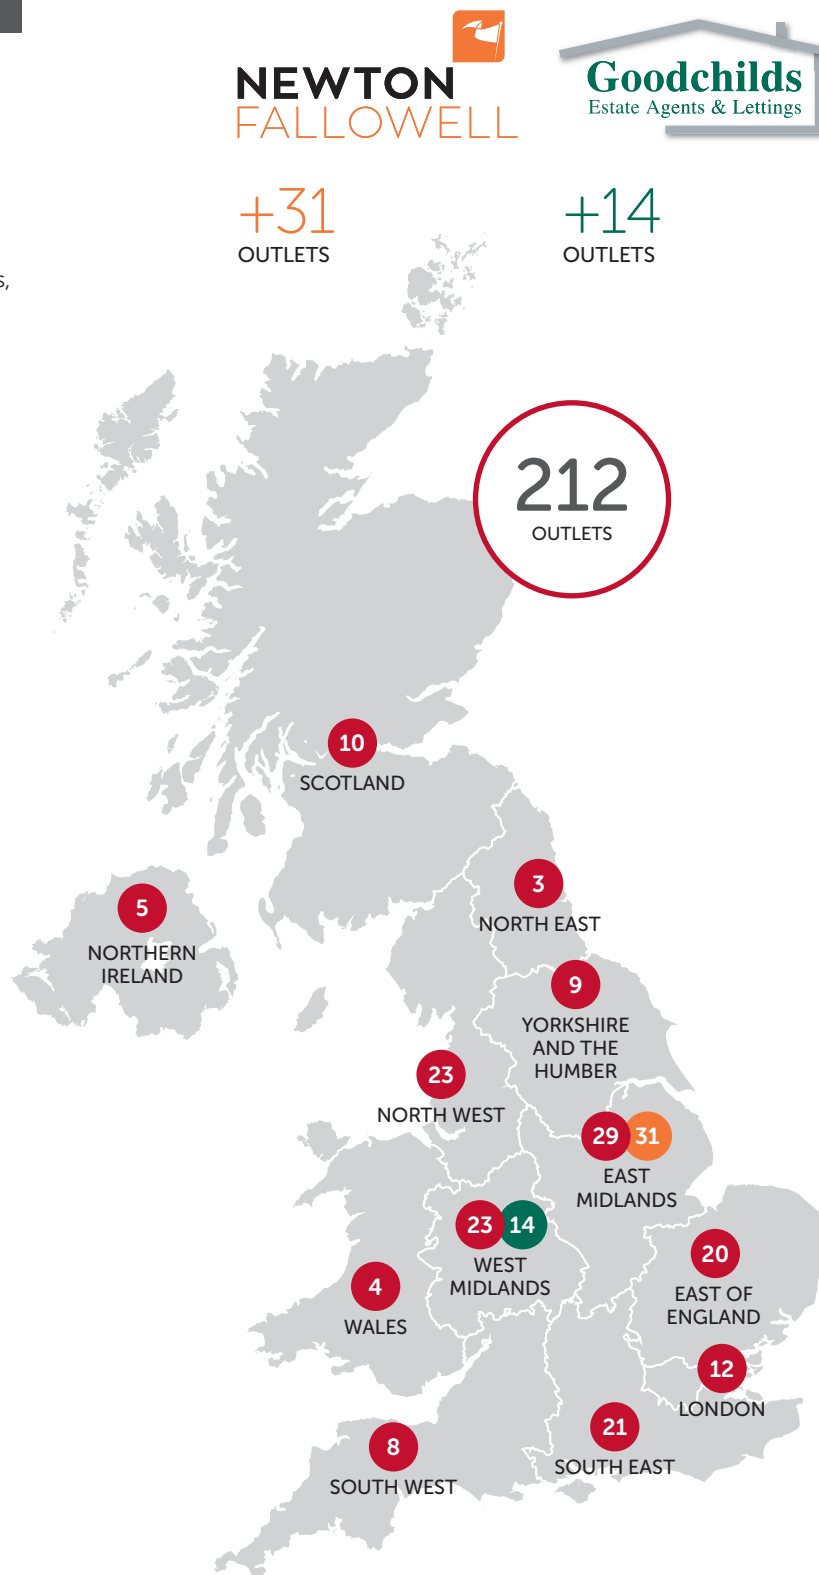 NEWTON
FALLOWELL
Goodchilds
Estate Agents & Lettings
+31
OUTLETS
+14
OUTLETS
s,
212
OUTLETS
10
SCOTLAND
3
NORTH EAST
5
NORTHERN
IRELAND
9
YORKSHIRE
AND THE
HUMBER
23
NORTH WEST
29 31
EAST
MIDLANDS
23 14
WEST
MIDLANDS
20
EAST OF
ENGLAND
4
WALES
12
LONDON
21
SOUTH EAST
8
SOUTH WEST